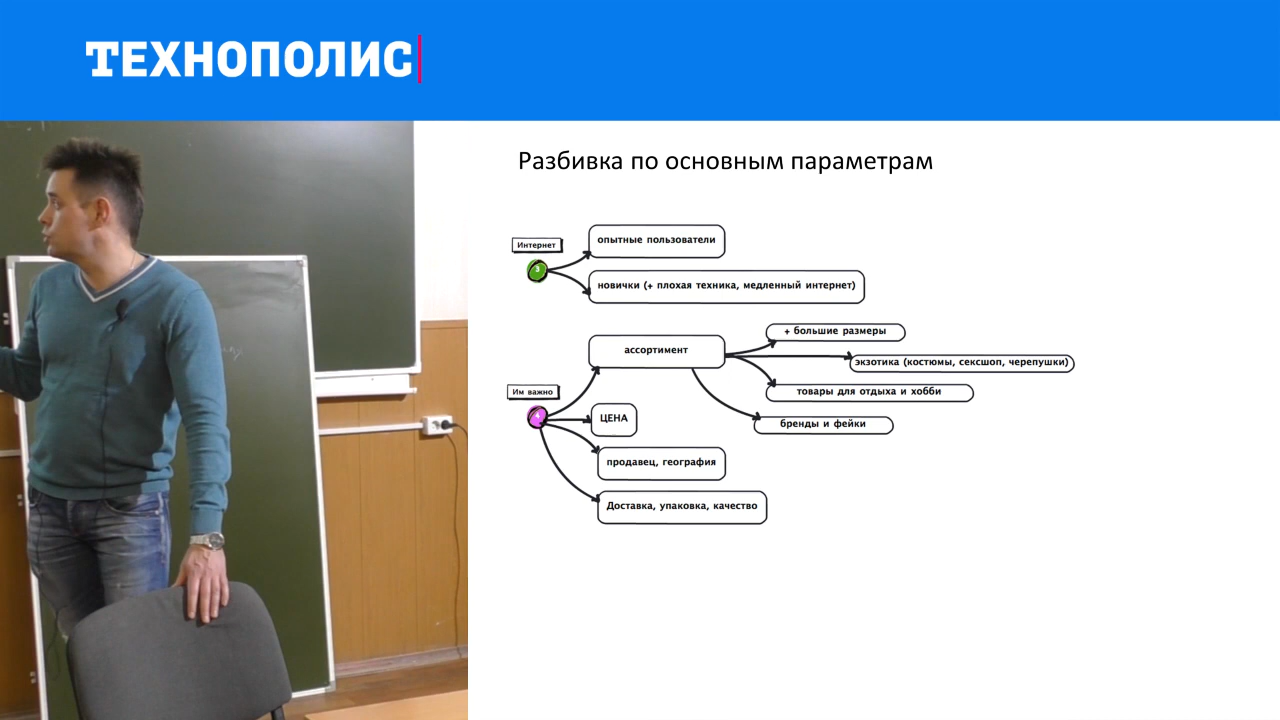 ТЕХНОПОЛИС
Разбивка по основным параметрам
Интернет
3
опытные пользователи
новички (+ плохая техника, медленный интернет)
Им важно
4
ассортимент
+ большие размеры
экзотика (костюмы, сексшоп, черепушки)
товары для отдыха и хобби
бренды и фейки
ЦЕНА
продавец, география
Доставка, упаковка, качество